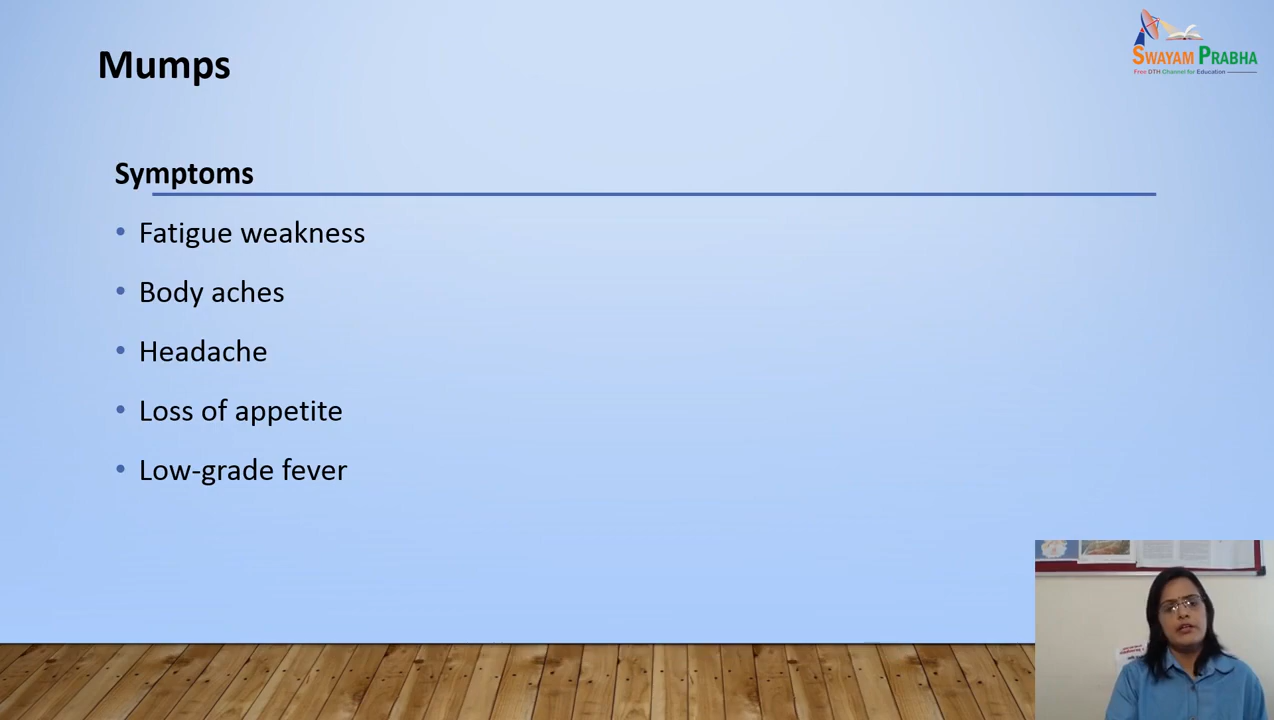 Mumps
SWAYAM PRABHA
Free DTH Channel for Education
Symptoms
• Fatigue weakness
• Body aches
• Headache
• Loss of appetite
• Low-grade fever